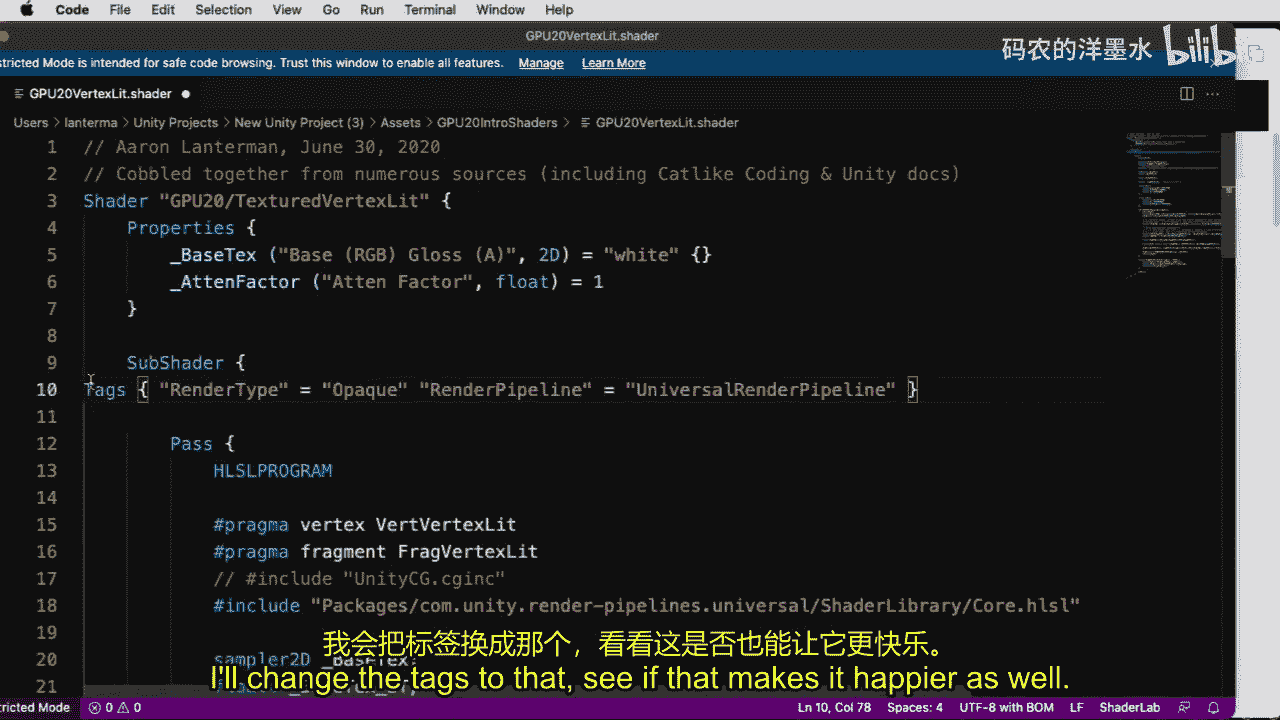 Code File Edit Selection View Go Run Terminal Window Help
GPU20VertexLit.shader
码农的洋墨水 bilib
stricted Mode is intended for safe code browsing. Trust this window to enable all features. Manage Learn More
GPU20VertexLit.shader
Users > lanterma > Unity Projects > New Unity Project (3) > Assets > GPU20IntroShaders > GPU20VertexLit.shader
1 // Aaron Lanterman, June 30, 2020
2 // Cobbled together from numerous sources (including Catlike Coding & Unity docs)
3 Shader "GPU20/TexturedVertexLit" {
4 Properties {
5 _BaseTex (RGB) , 2D) = "white" {}
6 _AttenFactor ("Atten Factor", float) = 1
7 }
8
9 SubShader {
10 Tags { "RenderType" = "Opaque" "RenderPipeline" = "UniversalRenderPipeline" }
11
12 Pass {
13 HLSLPROGRAM
14
15 #pragma vertex VertVertexLit
16 #pragma fragment FragVertexLit
17 // #include "UnityCG.cginc"
18 #include "Packages/com.unity.render-pipelines.universal/ShaderLibrary/Core.hlsl"
19
我会把标签换成那个，看看这是否也能让它更快乐。
20 sampler2D _BaseTex;
I'll change the tags to that, see if that makes it happier as well.
21
tricted Mode 0 0 Ln 10, Col 78 Spaces: 4 UTF-8 with BOM LF ShaderLab